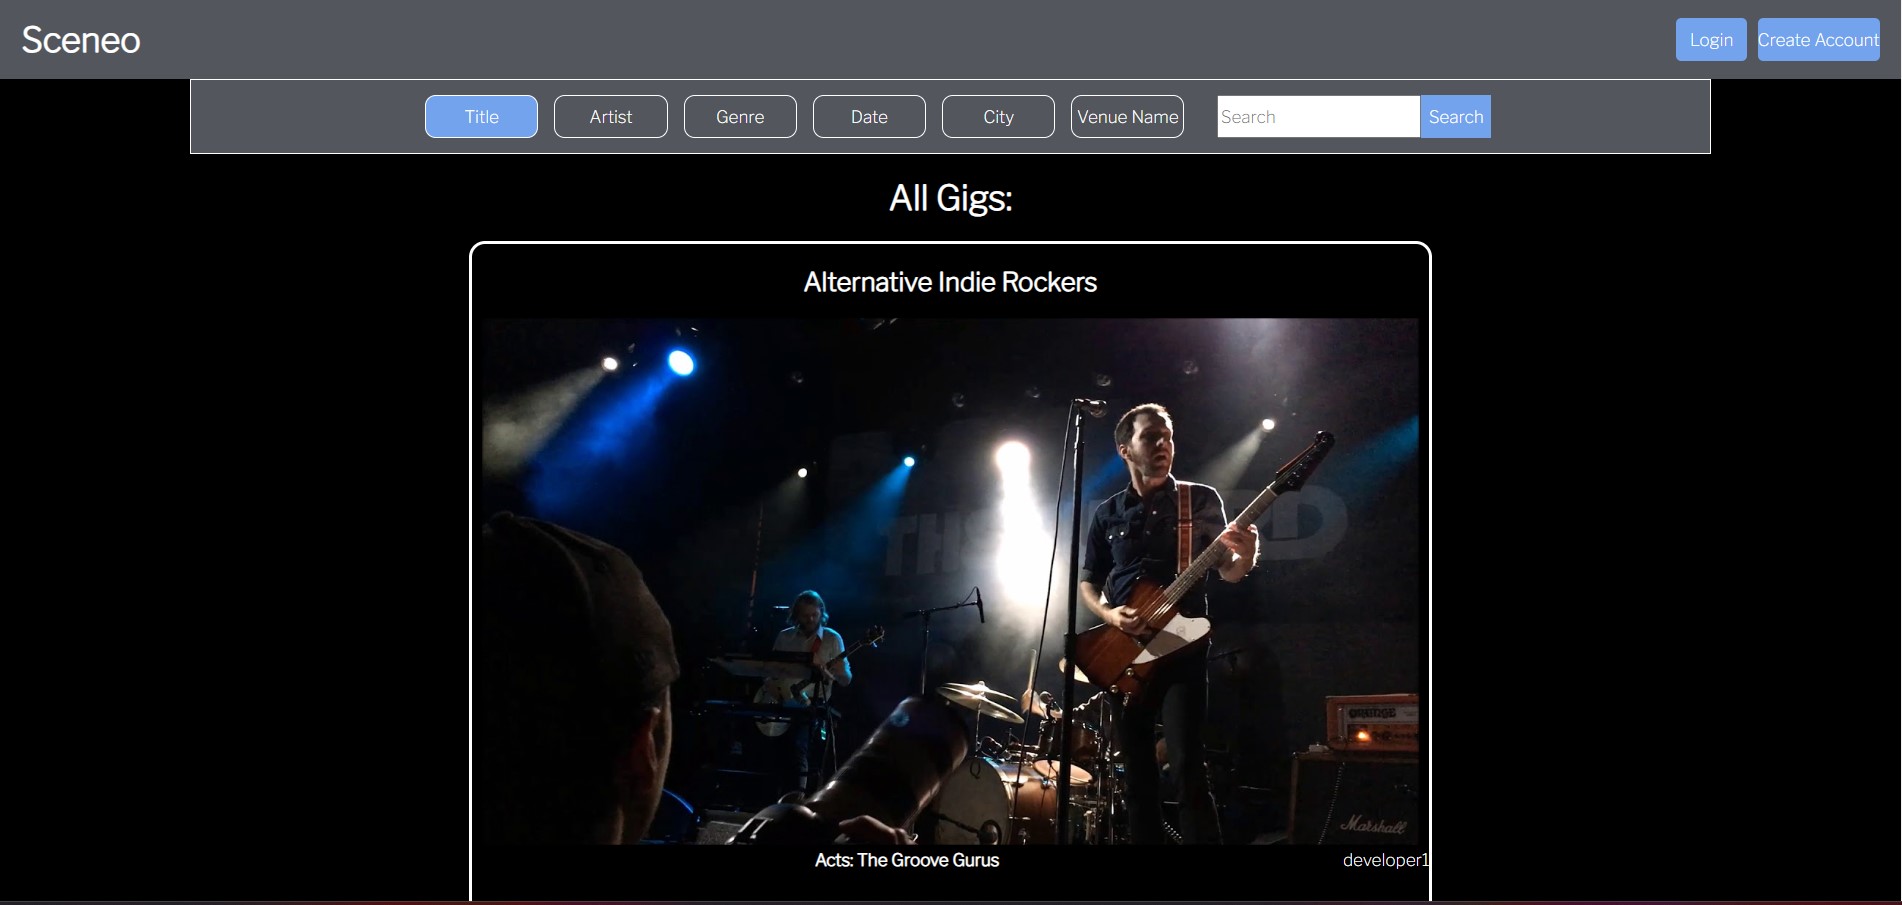 Sceneo
Login
Create Account
Title
Artist
Genre
Date
City
Venue Name
Search
Search
All Gigs:
Alternative Indie Rockers
ORANGE
Marshall
Acts: The Groove Gurus
developer1